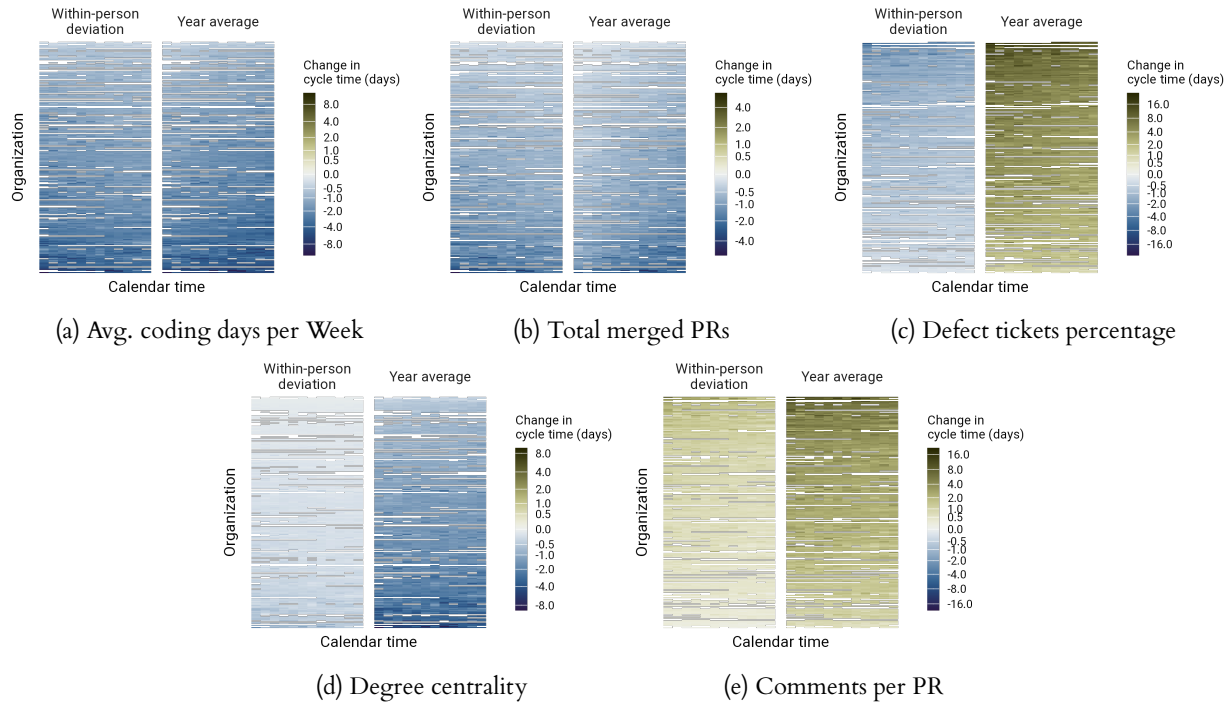 Within-person
deviation
Year average
Change in
cycle time (days)
8.0
4.0
2.0
1.0
0.5
0.0
-0.5
-1.0
-2.0
-4.0
-8.0
Organization
Calendar time
(a) Avg. coding days per Week
Within-person
deviation
Year average
Change in
cycle time (days)
4.0
2.0
1.0
0.5
0.0
-0.5
-1.0
-2.0
-4.0
Organization
Calendar time
(b) Total merged PRs
Within-person
deviation
Year average
Change in
cycle time (days)
16.0
8.0
4.0
2.0
1.0
0.5
0.0
-0.5
-1.0
-2.0
-4.0
-8.0
-16.0
Organization
Calendar time
(c) Defect tickets percentage
Within-person
deviation
Year average
Change in
cycle time (days)
8.0
4.0
2.0
1.0
0.5
0.0
-0.5
-1.0
-2.0
-4.0
-8.0
Organization
Calendar time
(d) Degree centrality
Within-person
deviation
Year average
Change in
cycle time (days)
16.0
8.0
4.0
2.0
1.0
0.5
0.0
-0.5
-1.0
-2.0
-4.0
-8.0
-16.0
Organization
Calendar time
(e) Comments per PR